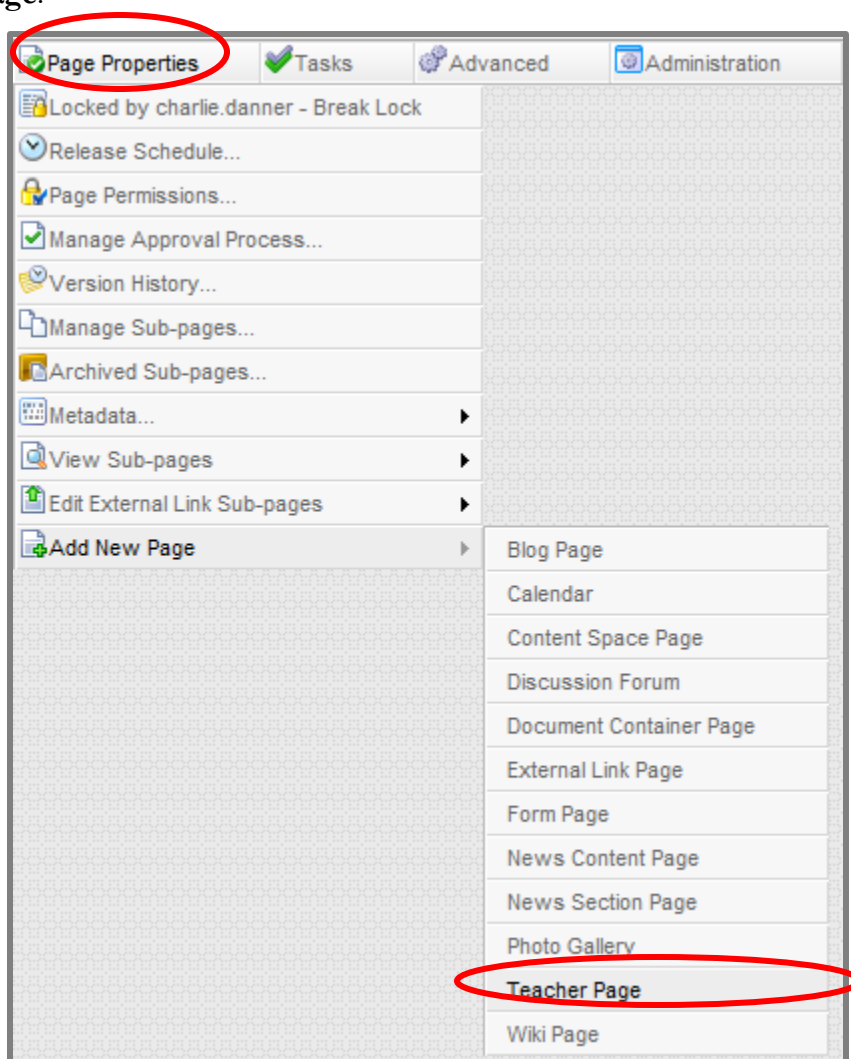 age.
Page Properties Tasks Advanced Administration
Locked by charlie.danner - Break Lock
Release Schedule...
Page Permissions...
Manage Approval Process...
Version History...
Manage Sub-pages...
Archived Sub-pages...
Metadata...
View Sub-pages
Edit External Link Sub-pages
Add New Page
Blog Page
Calendar
Content Space Page
Discussion Forum
Document Container Page
External Link Page
Form Page
News Content Page
News Section Page
Photo Gallery
Teacher Page
Wiki Page